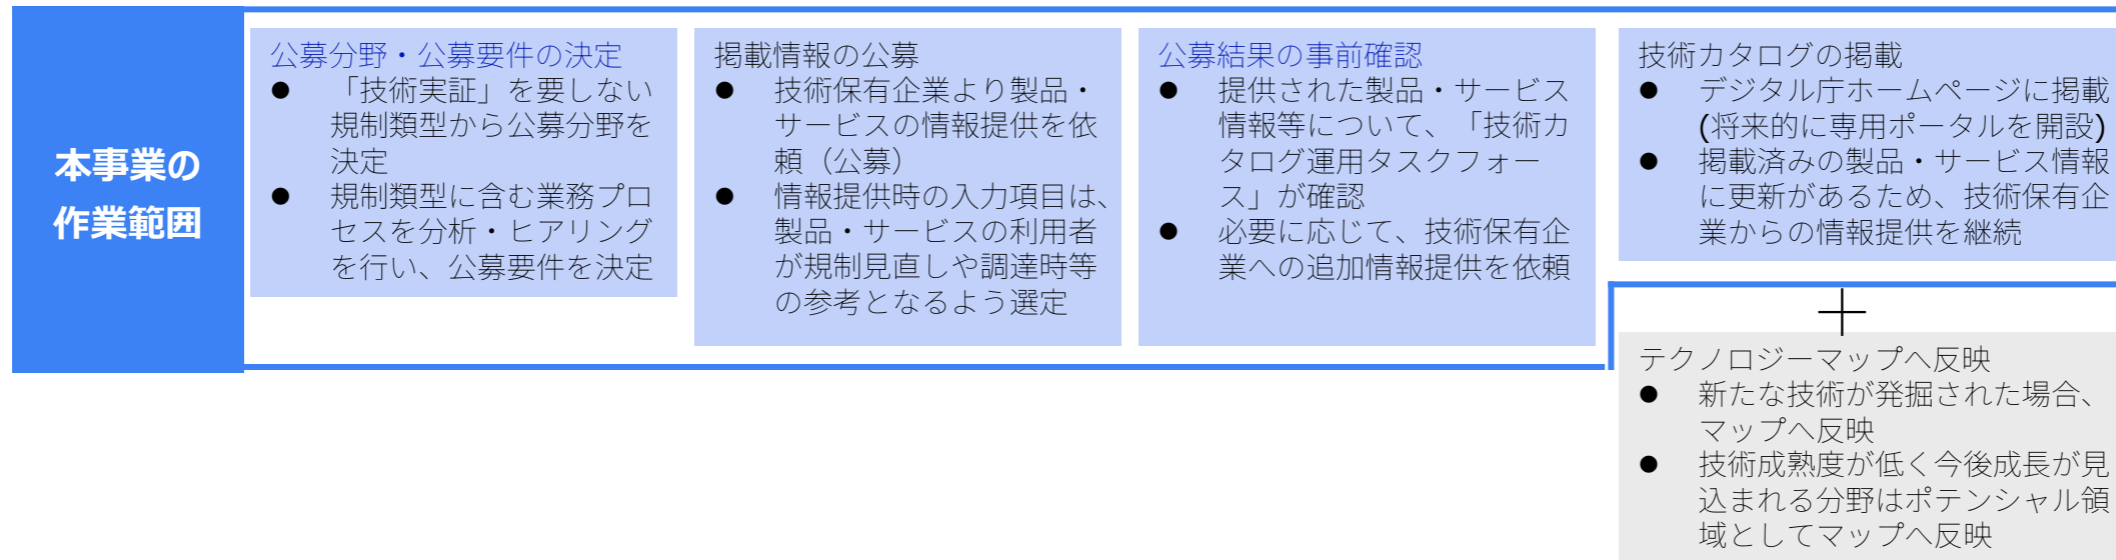 本事業の
作業範囲
公募分野・公募要件の決定
● 「技術実証」を要しない
規制類型から公募分野を
決定
● 規制類型に含む業務プロ
セスを分析・ヒアリング
を行い、公募要件を決定
掲載情報の公募
● 技術保有企業より製品・
サービスの情報提供を依
頼（公募）
● 情報提供時の入力項目は、
製品・サービスの利用者
が規制見直しや調達時等
の参考となるよう選定
公募結果の事前確認
● 提供された製品・サービス
情報等について、「技術カ
タログ運用タスクフォー
ス」が確認
● 必要に応じて、技術保有企
業への追加情報提供を依頼
技術カタログの掲載
● デジタル庁ホームページに掲載
(将来的に専用ポータルを開設)
● 掲載済みの製品・サービス情報
に更新があるため、技術保有企
業からの情報提供を継続
＋
テクノロジーマップへ反映
● 新たな技術が発掘された場合、
マップへ反映
● 技術成熟度が低く今後成長が見
込まれる分野はポテンシャル領
域としてマップへ反映